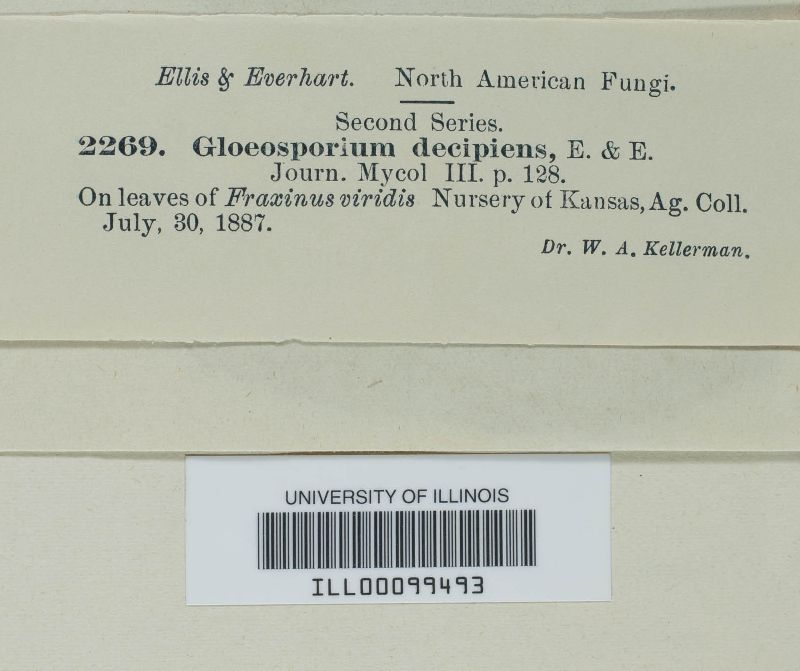 Ellis & Everhart. North American Fungi.
Second Series.
2269. Gloeosporium decipiens, E. & E.
Journ. Mycol III. p. 128.
On leaves of Fraxinus viridis Nursery of Kansas, Ag. Coll.
July, 30, 1887.
Dr. W. A. Kellerman.
UNIVERSITY OF ILLINOIS
ILL00099493